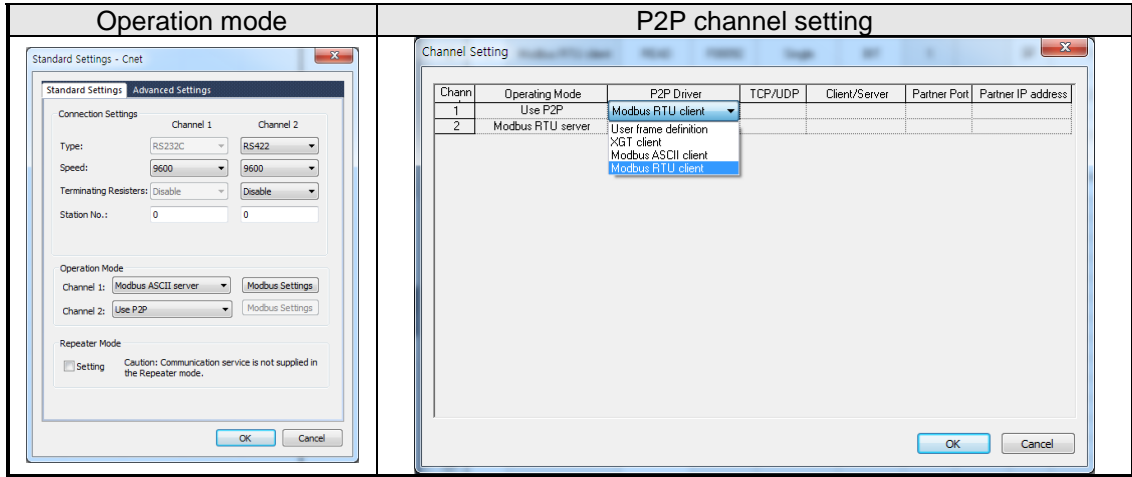 Operation mode P2P channel setting
Standard Settings - Cnet
Standard Settings Advanced Settings
Connection Settings
Channel 1 Channel 2
Type: RS232C RS422
Speed: 9600 9600
Terminating Resisters: Disable Disable
Station No.: 0 0
Operation Mode
Channel 1: Modbus ASCII server Modbus Settings
Channel 2: Use P2P Modbus Settings
Repeater Mode
Setting Caution: Communication service is not supplied in
the Repeater mode.
OK Cancel
Channel Setting
Chann Operating Mode P2P Driver TCP/UDP Client/Server Partner Port Partner IP address
1 Use P2P Modbus RTU client
2 Modbus RTU server
User frame definition
XGT client
Modbus ASCII client
Modbus RTU client
OK Cancel